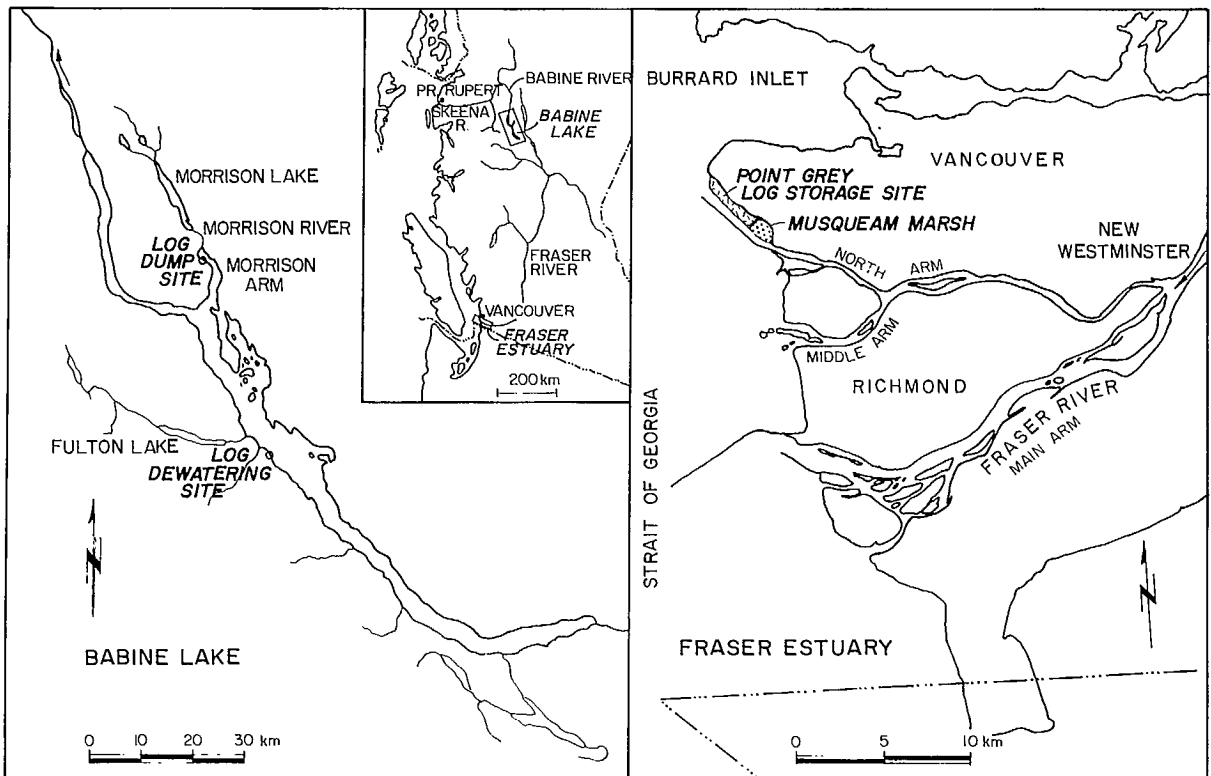 MORRISON LAKE
MORRISON RIVER
LOG
DUMP
SITE
MORRISON
ARM
FULTON LAKE
LOG
DEWATERING
SITE
N
BABINE LAKE
0 10 20 30 km
PR. RUPERT
SKEENA
R.
BABINE RIVER
BABINE
LAKE
FRASER
RIVER
VANCOUVER
FRASER
ESTUARY
200 km
BURRARD INLET
VANCOUVER
POINT GREY
LOG STORAGE SITE
MUSQUEAM MARSH
NEW
WESTMINSTER
NORTH ARM
MIDDLE ARM
RICHMOND
FRASER RIVER
MAIN ARM
STRAIT OF GEORGIA
FRASER ESTUARY
N
0 5 10 km